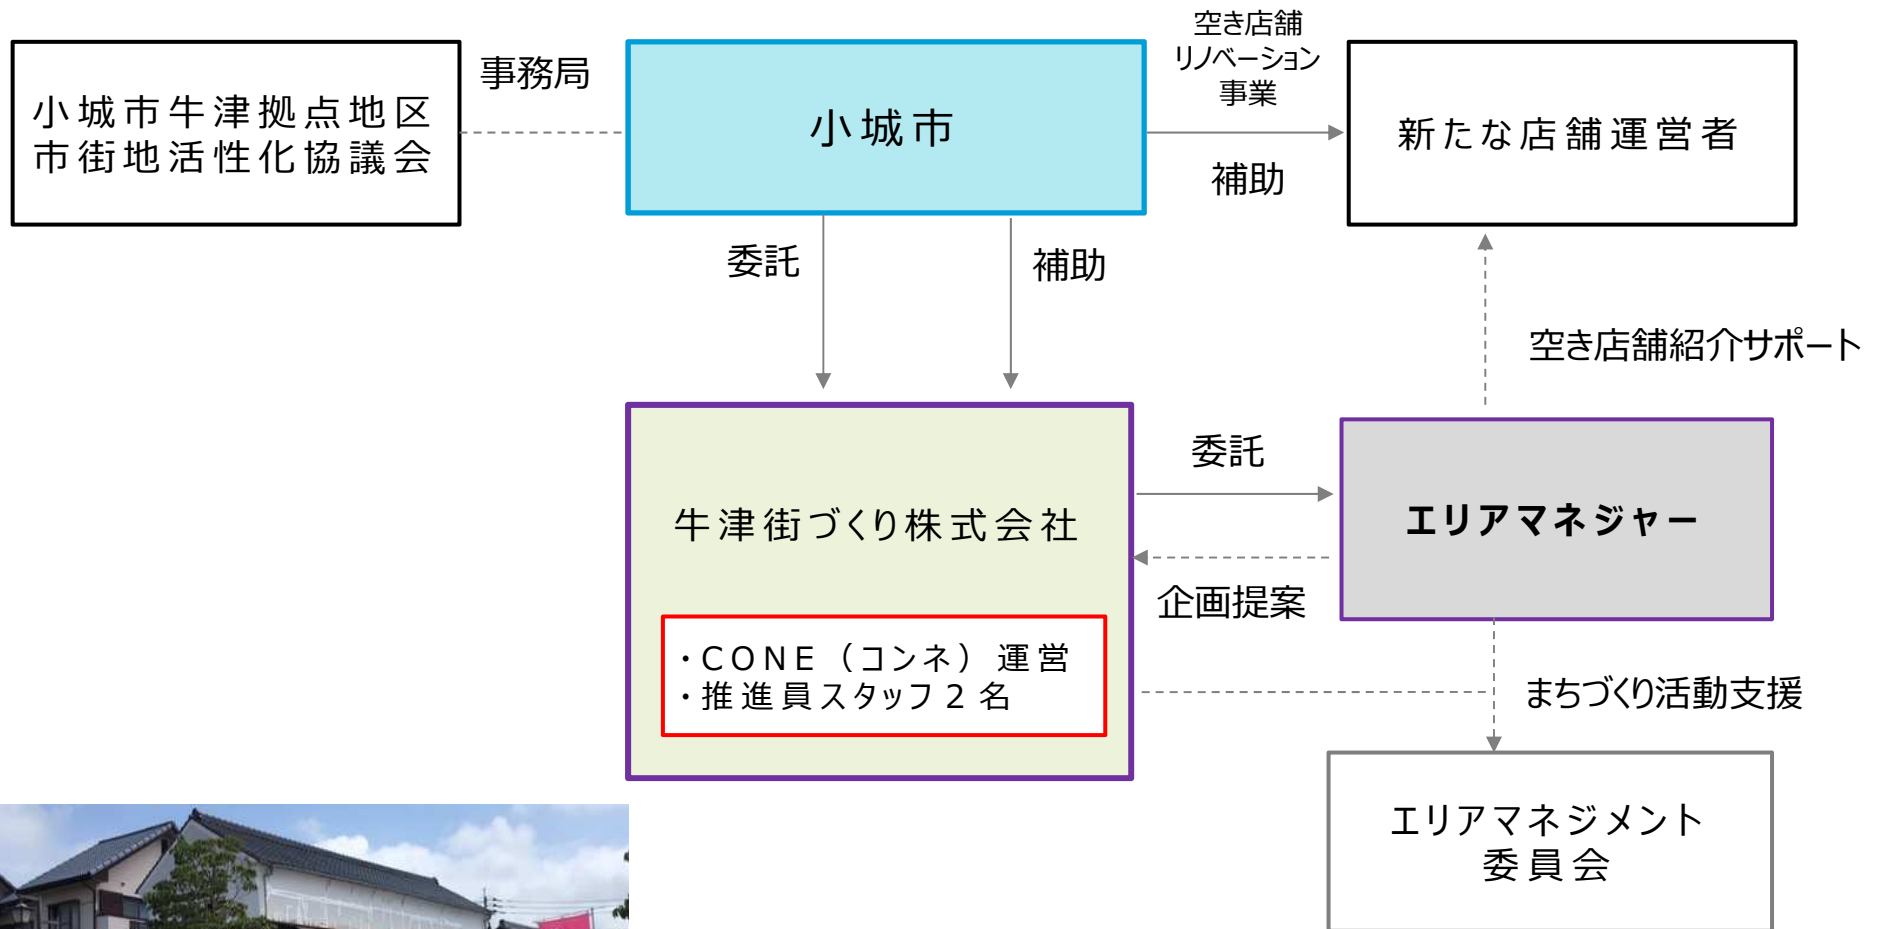 小城市牛津拠点地区
市街地活性化協議会
事務局
小城市
空き店舗
リノベーション
事業
補助
新たな店舗運営者
委託
補助
空き店舗紹介サポート
牛津街づくり株式会社
・CONE（コンネ）運営
・推進員スタッフ２名
委託
企画提案
エリアマネジャー
まちづくり活動支援
エリアマネジメント
委員会